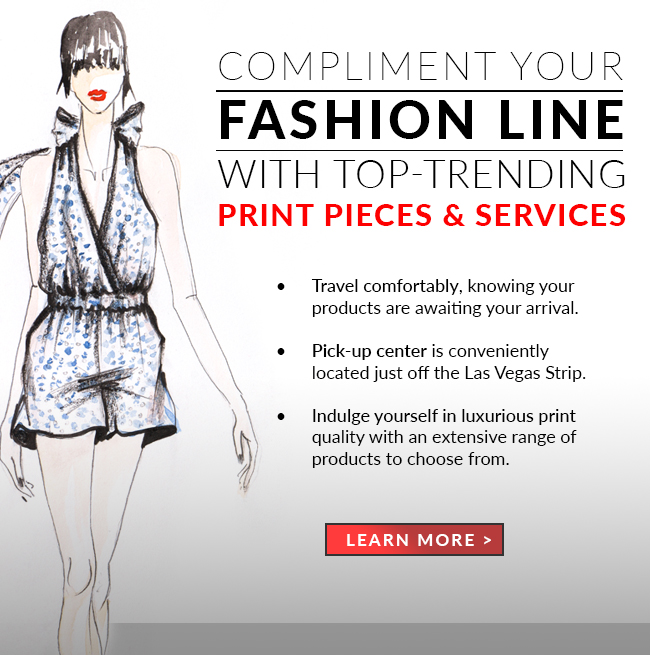 COMPLIMENT YOUR
FASHION LINE
WITH TOP-TRENDING
PRINT PIECES & SERVICES
• Travel comfortably, knowing your
products are awaiting your arrival.
• Pick-up center is conveniently
located just off the Las Vegas Strip.
• Indulge yourself in luxurious print
quality with an extensive range of
products to choose from.
LEARN MORE >